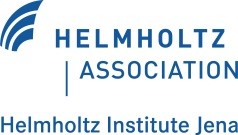 HELMHOLTZ
ASSOCIATION
Helmholtz Institute Jena